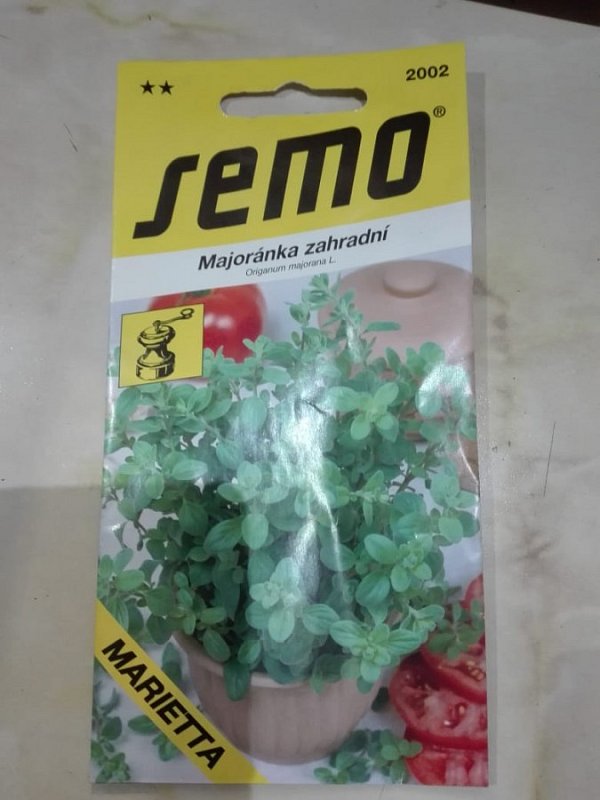 ★★
2002
semo®
Majoránka zahradní
Origanum majorana L.
MARIETTA